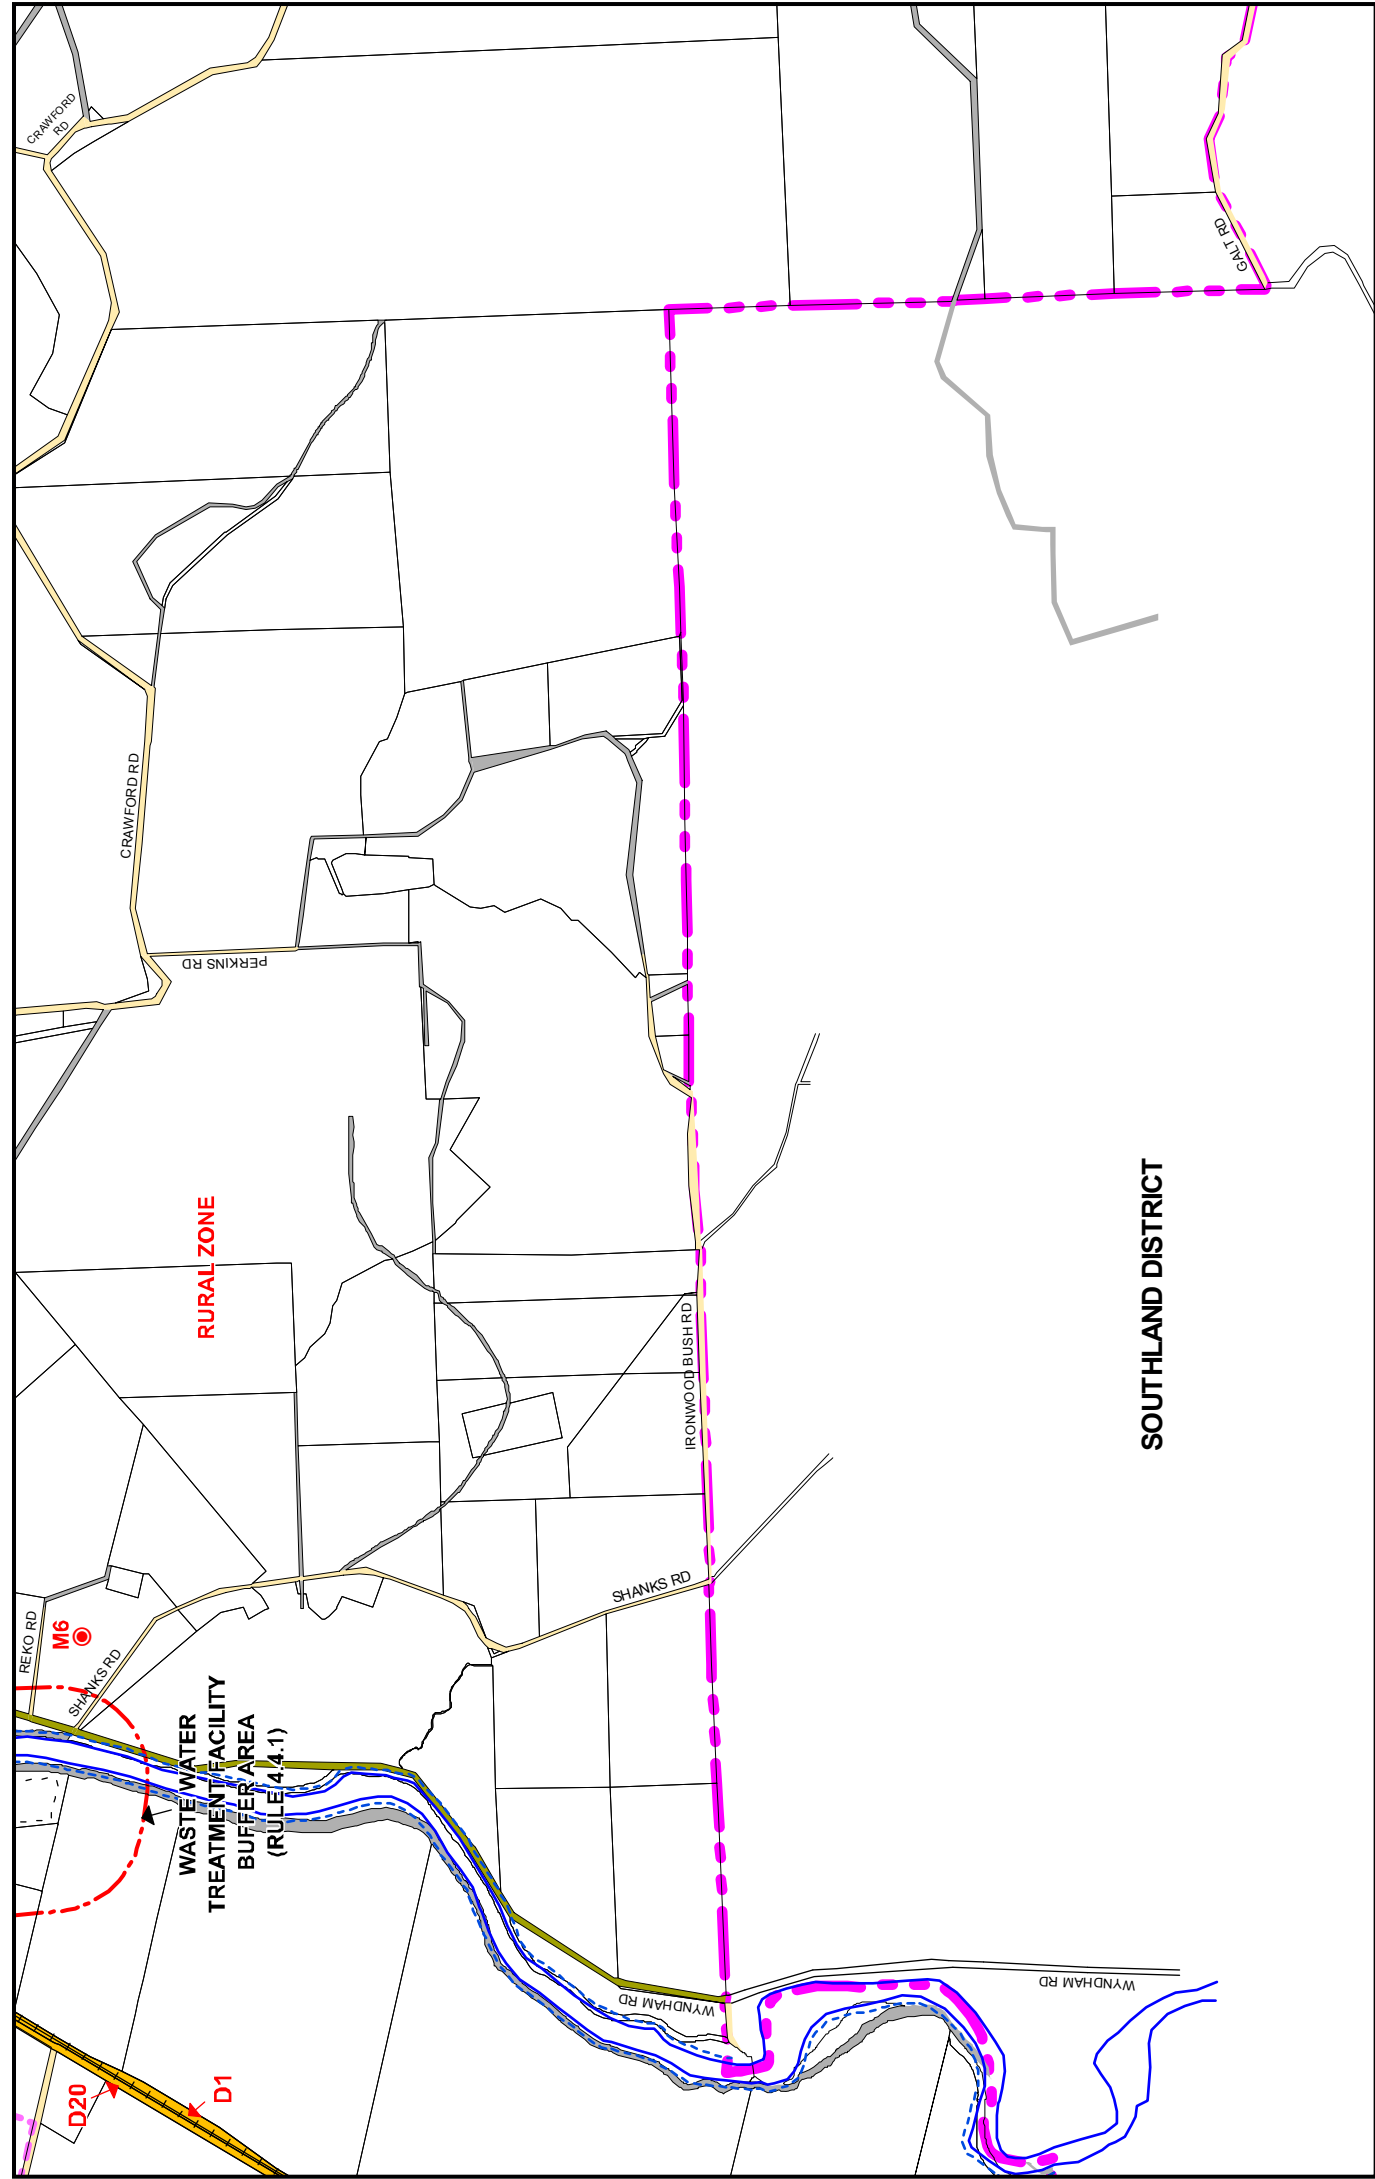 CRAWFORD
RD
GALT RD
CRAWFORD RD
PERKINS RD
RURAL ZONE
IRONWOOD BUSH RD
SOUTHLAND DISTRICT
SHANKS RD
REKO RD
M6
SHANKS RD
WASTEWATER
TREATMENT FACILITY
BUFFER AREA
(RULE 4.4.1)
WYNDHAM RD
WYNDHAM RD
D20
D1